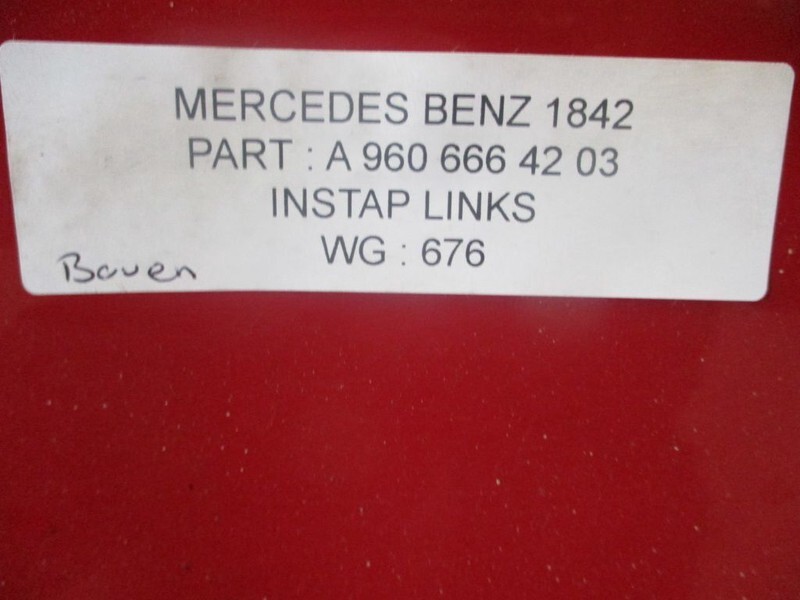 MERCEDES BENZ 1842
PART : A 960 666 42 03
INSTAP LINKS
WG : 676
Boven